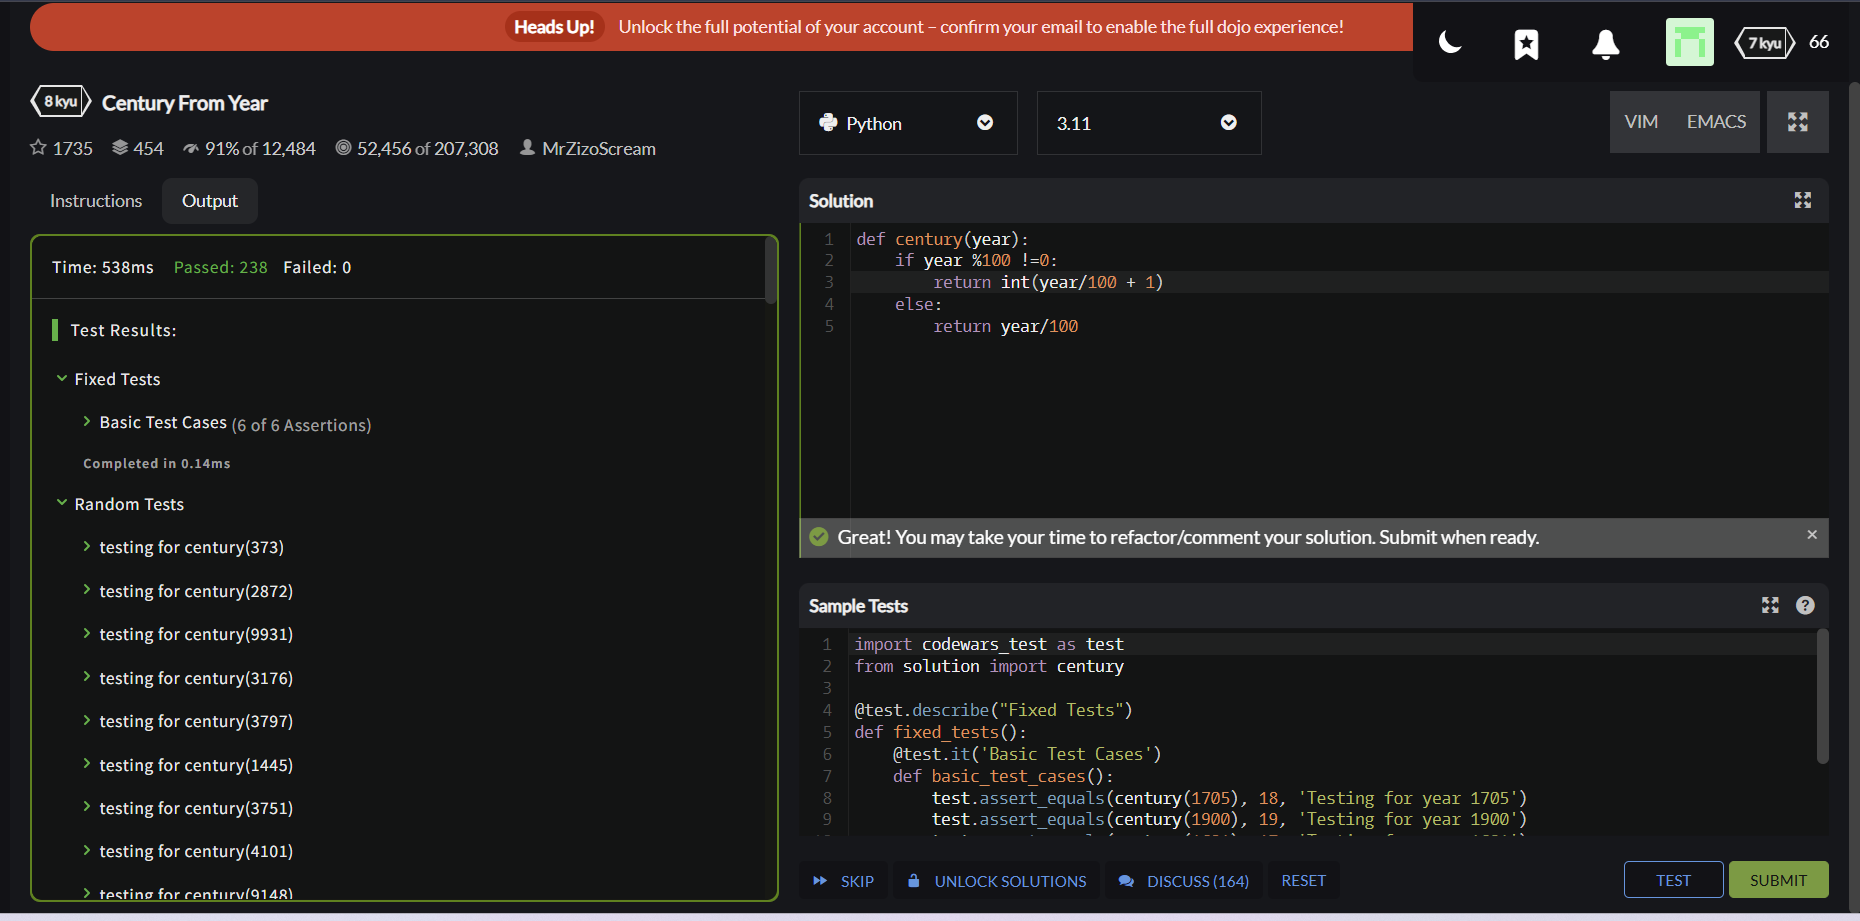 Heads Up! Unlock the full potential of your account – confirm your email to enable the full dojo experience!
7 kyu 66
8 kyu Century From Year
1735 454 91% of 12,484 52,456 of 207,308 MrZizoScream
Python 3.11 VIM EMACS
Instructions Output
Time: 538ms Passed: 238 Failed: 0
Test Results:
Fixed Tests
Basic Test Cases (6 of 6 Assertions)
Completed in 0.14ms
Random Tests
testing for century(373)
testing for century(2872)
testing for century(9931)
testing for century(3176)
testing for century(3797)
testing for century(1445)
testing for century(3751)
testing for century(4101)
testing for century(9148)
Solution
1 def century(year):
2     if year %100 !=0:
3         return int(year/100 + 1)
4     else:
5         return year/100
Great! You may take your time to refactor/comment your solution. Submit when ready.
Sample Tests
1 import codewars_test as test
2 from solution import century
3
4 @test.describe("Fixed Tests")
5 def fixed_tests():
6     @test.it('Basic Test Cases')
7     def basic_test_cases():
8         test.assert_equals(century(1705), 18, 'Testing for year 1705')
9         test.assert_equals(century(1900), 19, 'Testing for year 1900')
SKIP UNLOCK SOLUTIONS DISCUSS (164) RESET TEST SUBMIT